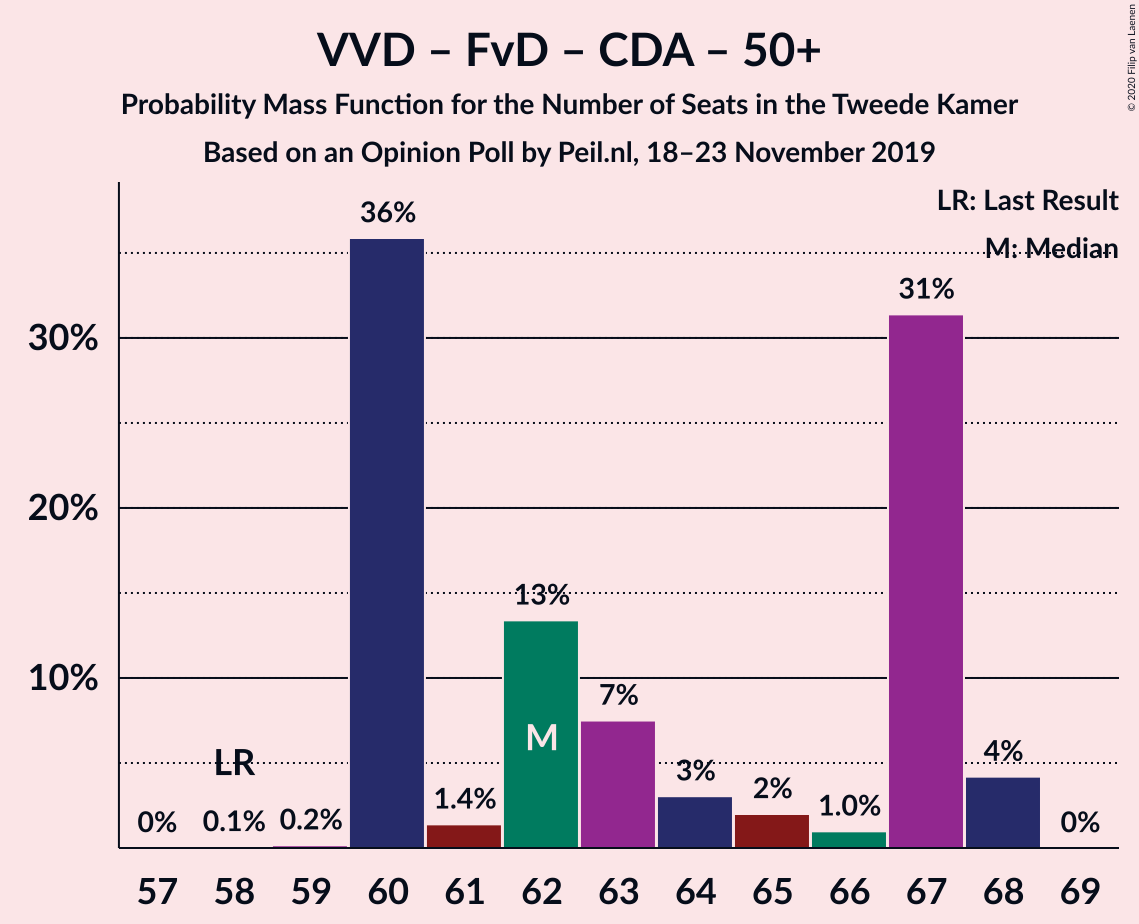 VVD – FvD – CDA – 50+
Probability Mass Function for the Number of Seats in the Tweede Kamer
Based on an Opinion Poll by Peil.nl, 18–23 November 2019
© 2020 Filip van Laenen
LR: Last Result
M: Median
36%
31%
30%
20%
13%
10%
7%
M
LR
4%
3%
2%
1.4%
1.0%
0%
0.1%
0.2%
0%
57 58 59 60 61 62 63 64 65 66 67 68 69